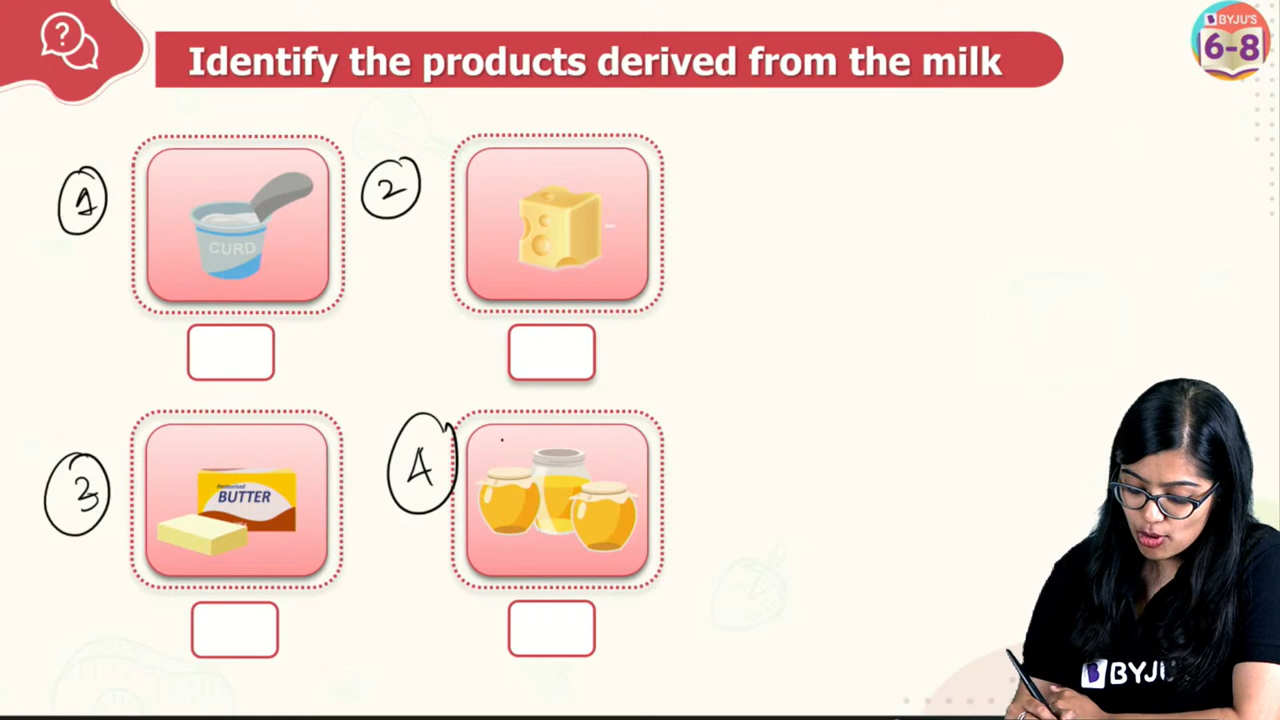 ?
BYJU'S
6-8
Identify the products derived from the milk
1
2
CURD
3
4
BUTTER
BYJU